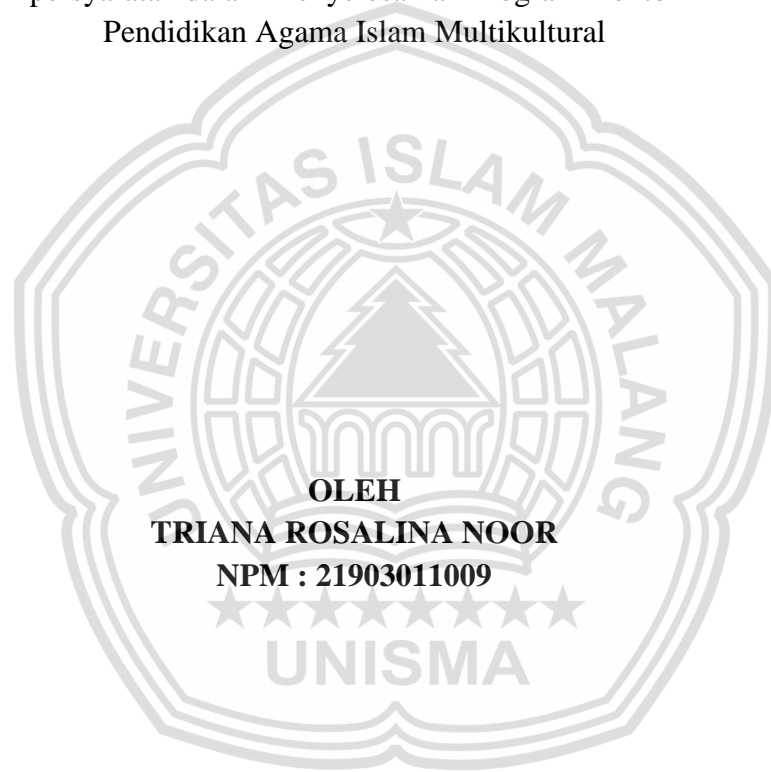 Pendidikan Agama Islam Multikultural
UNIVERSITAS ISLAM MALANG
OLEH
TRIANA ROSALINA NOOR
NPM : 21903011009
UNISMA